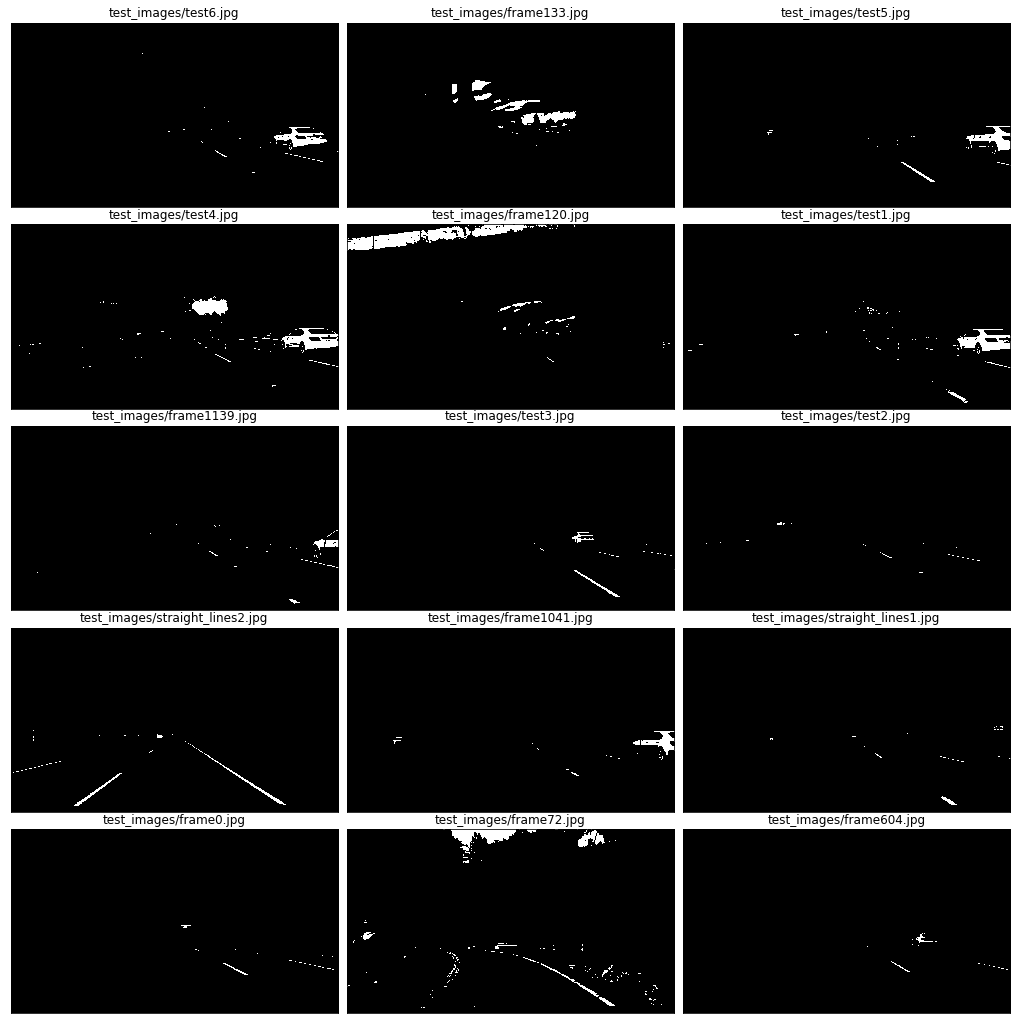 test_images/test6.jpg
test_images/frame133.jpg
test_images/test5.jpg
test_images/test4.jpg
test_images/frame120.jpg
test_images/test1.jpg
test_images/frame1139.jpg
test_images/test3.jpg
test_images/test2.jpg
test_images/straight_lines2.jpg
test_images/frame1041.jpg
test_images/straight_lines1.jpg
test_images/frame0.jpg
test_images/frame72.jpg
test_images/frame604.jpg